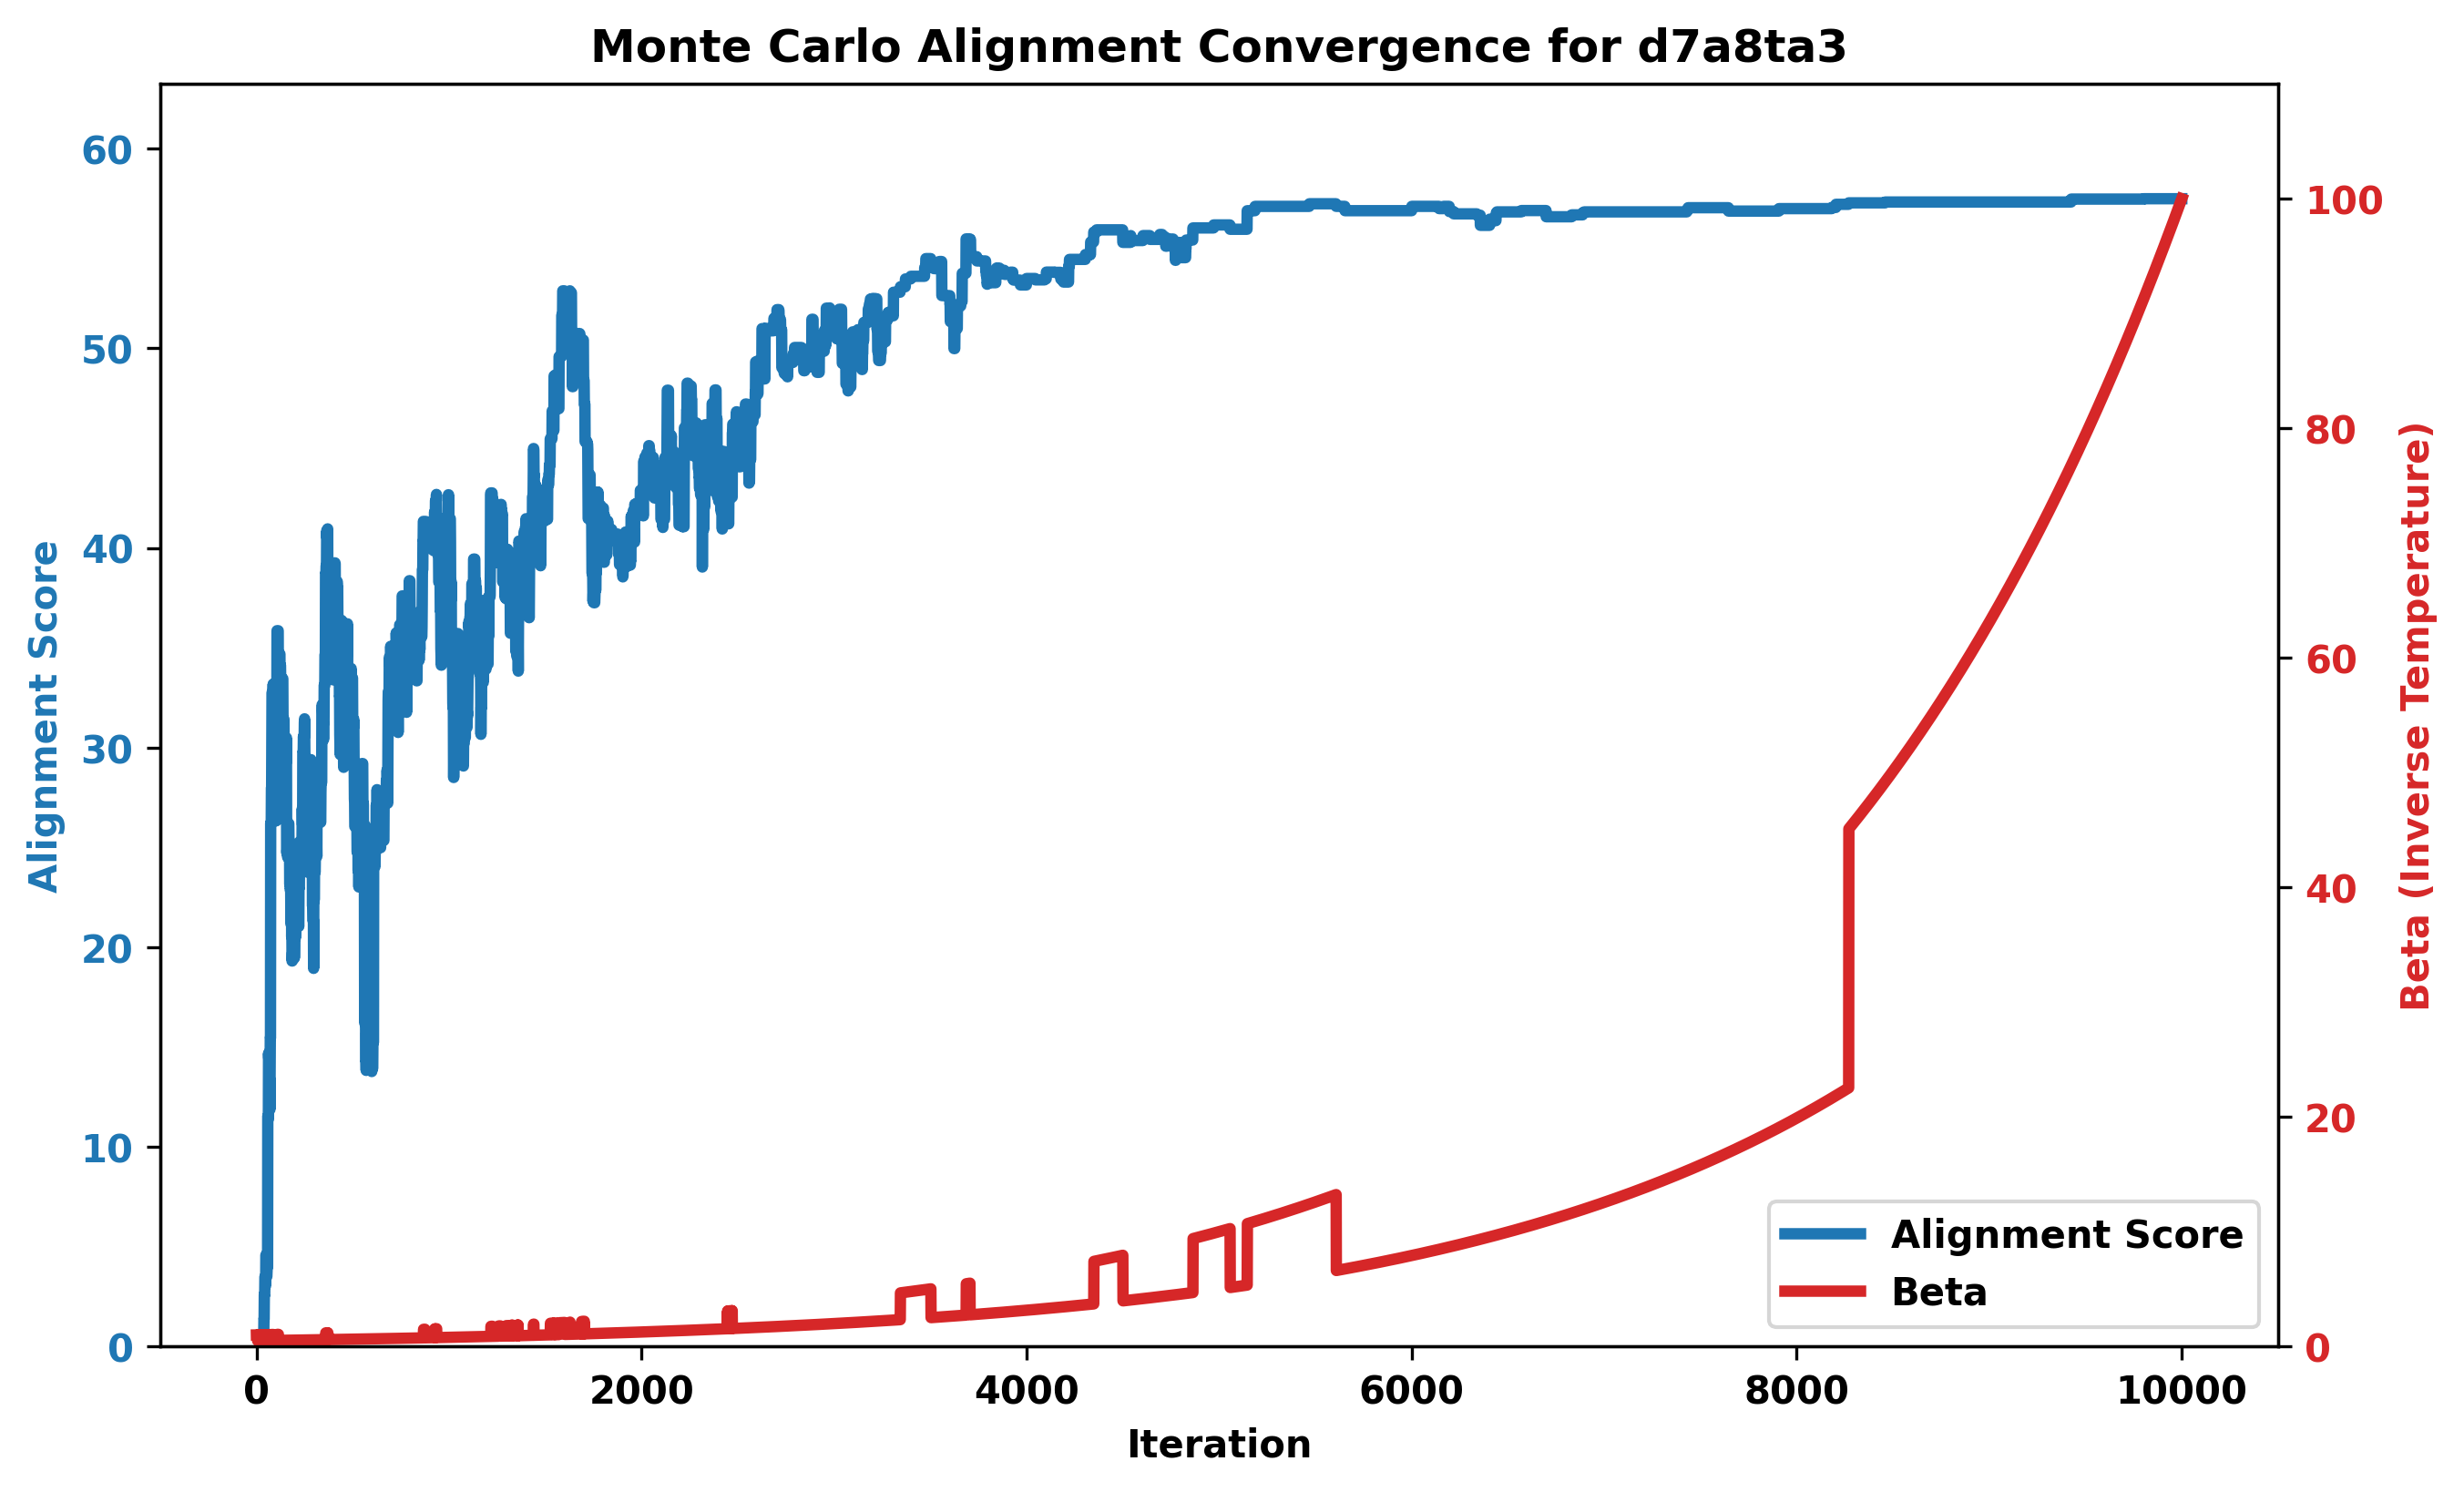 Monte Carlo Alignment Convergence for d7a8ta3
60
50
40
30
20
10
0
Alignment Score
100
80
60
40
20
0
Beta (Inverse Temperature)
Alignment Score
Beta
0 2000 4000 6000 8000 10000
Iteration